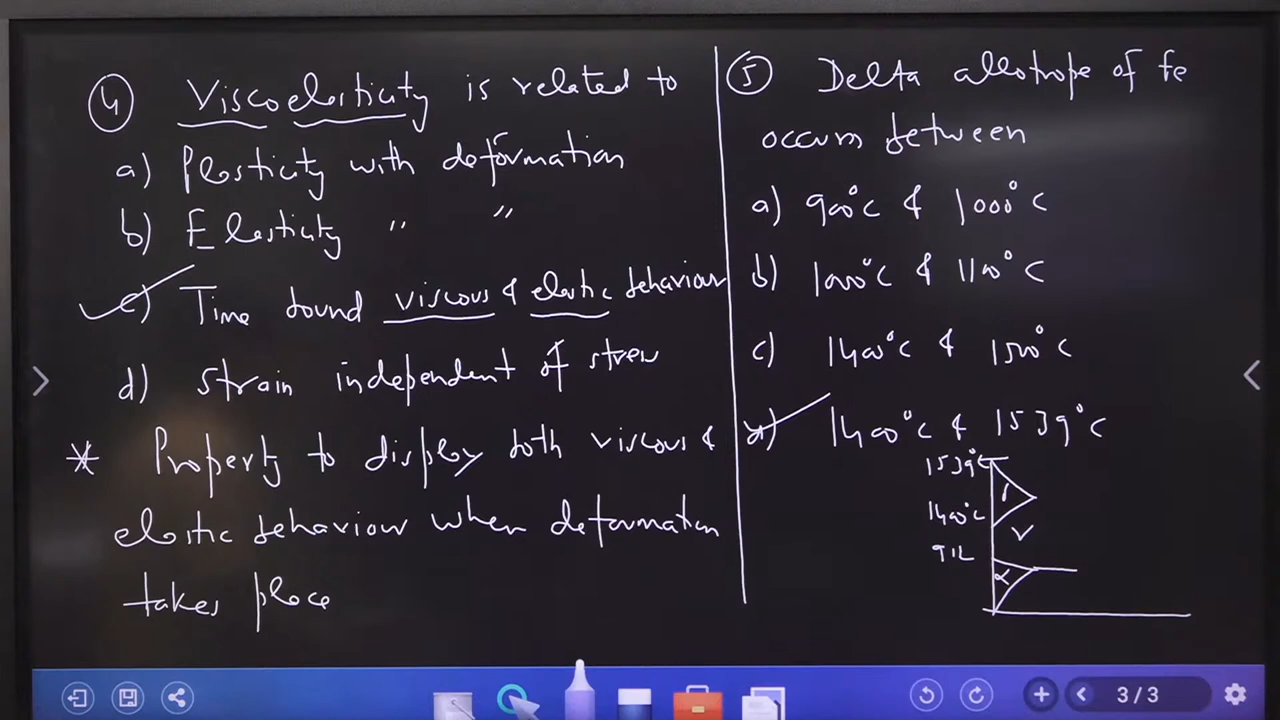 ④ Viscoelasticity is related to
a) Plasticity with deformation
b) Elasticity " "
c) Time bound viscous & elastic behaviour
d) Strain independent of stress
* Property to display both viscous &
elastic behaviour when deformation
takes place
⑤ Delta allotrope of Fe
occurs between
a) 900°C & 1000°C
b) 1000°C & 1100°C
c) 1400°C & 1500°C
d) 1400°C & 1539°C
1539°C
1400°C
γ
912
α
3/3